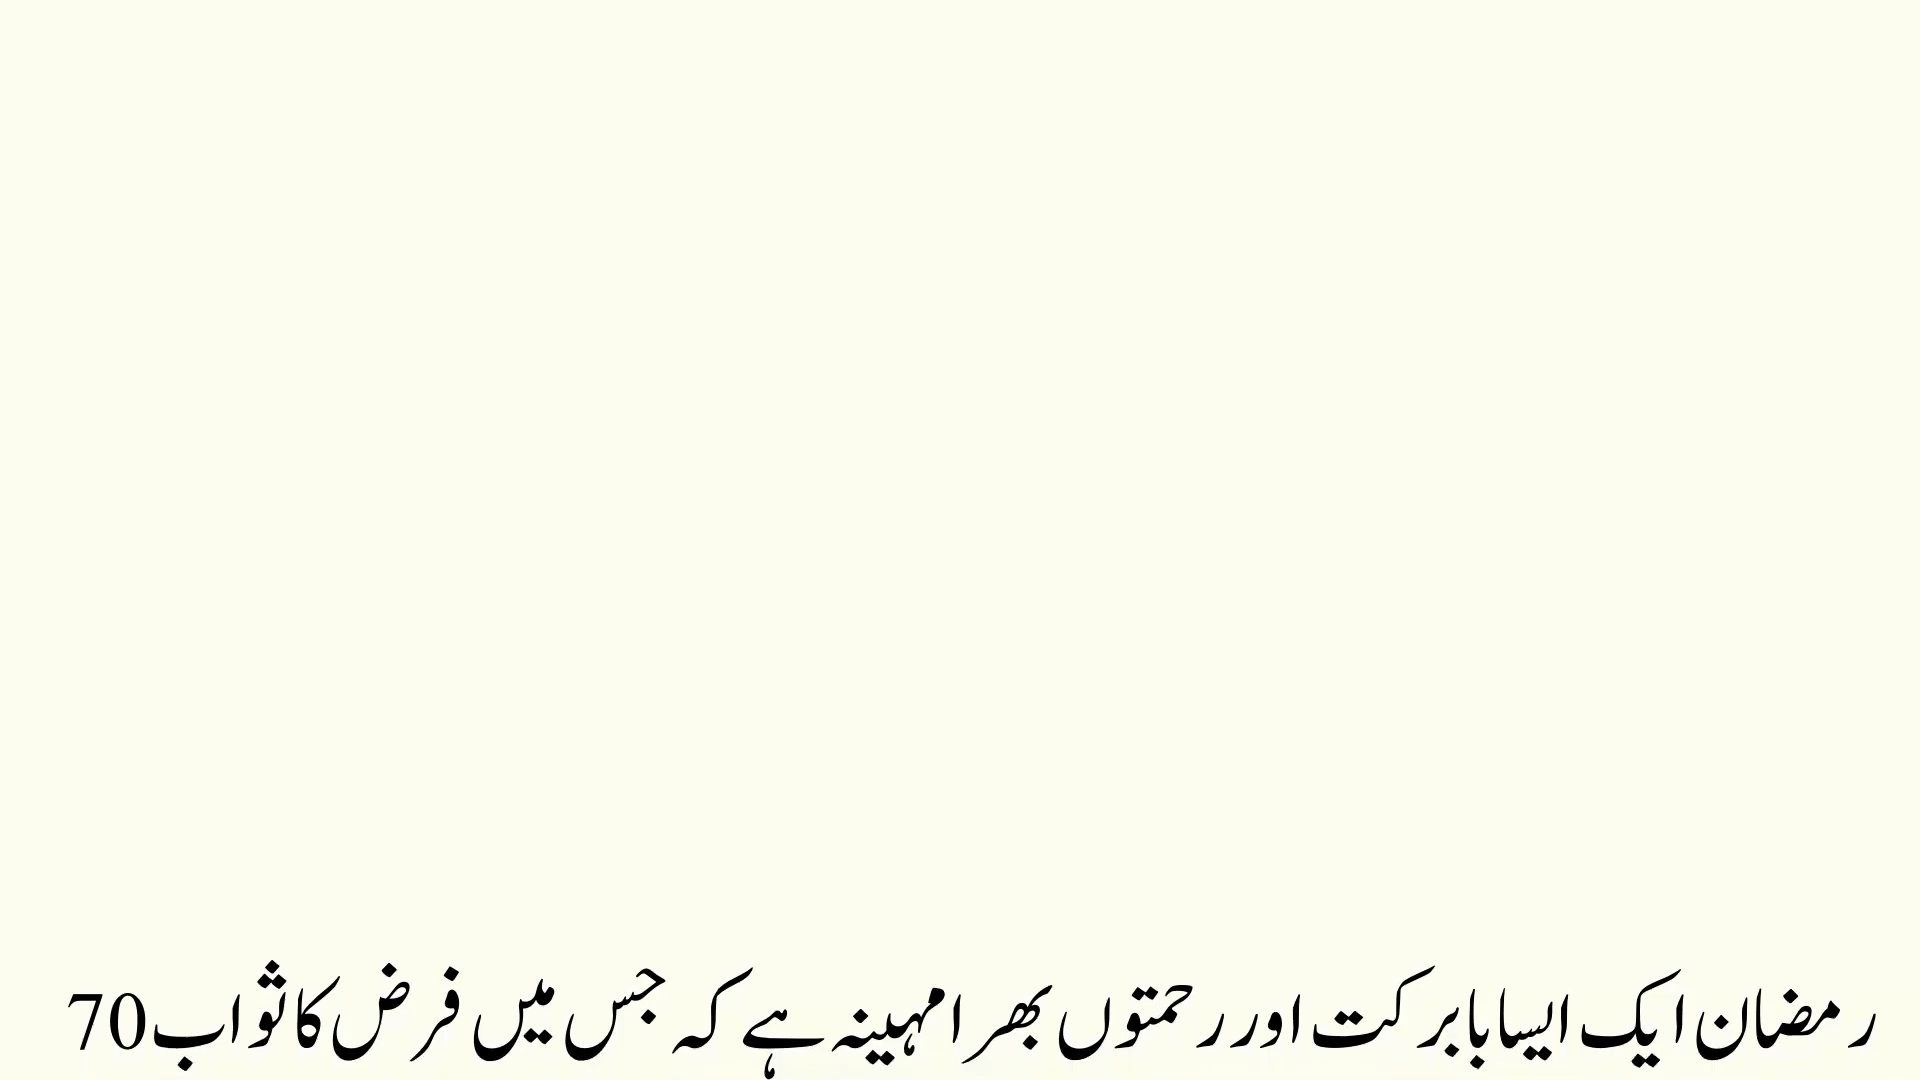 رمضان ایک ایسا بابرکت اور رحمتوں بھرا مہینہ ہے کہ جس میں فرض کا ثواب 70